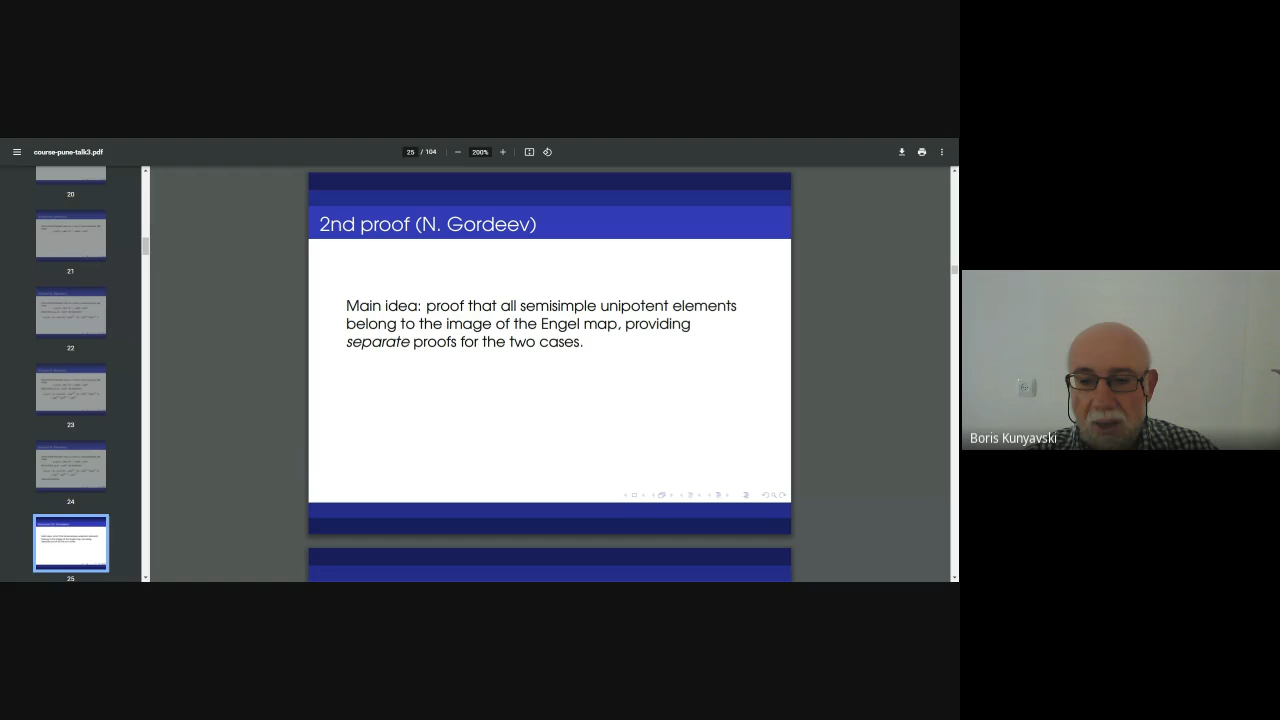 course-pune-talk3.pdf
25 / 104
200%
20
21
22
23
24
25
2nd proof (N. Gordeev)
Main idea: proof that all semisimple unipotent elements
belong to the image of the Engel map, providing
separate proofs for the two cases.
Boris Kunyavski